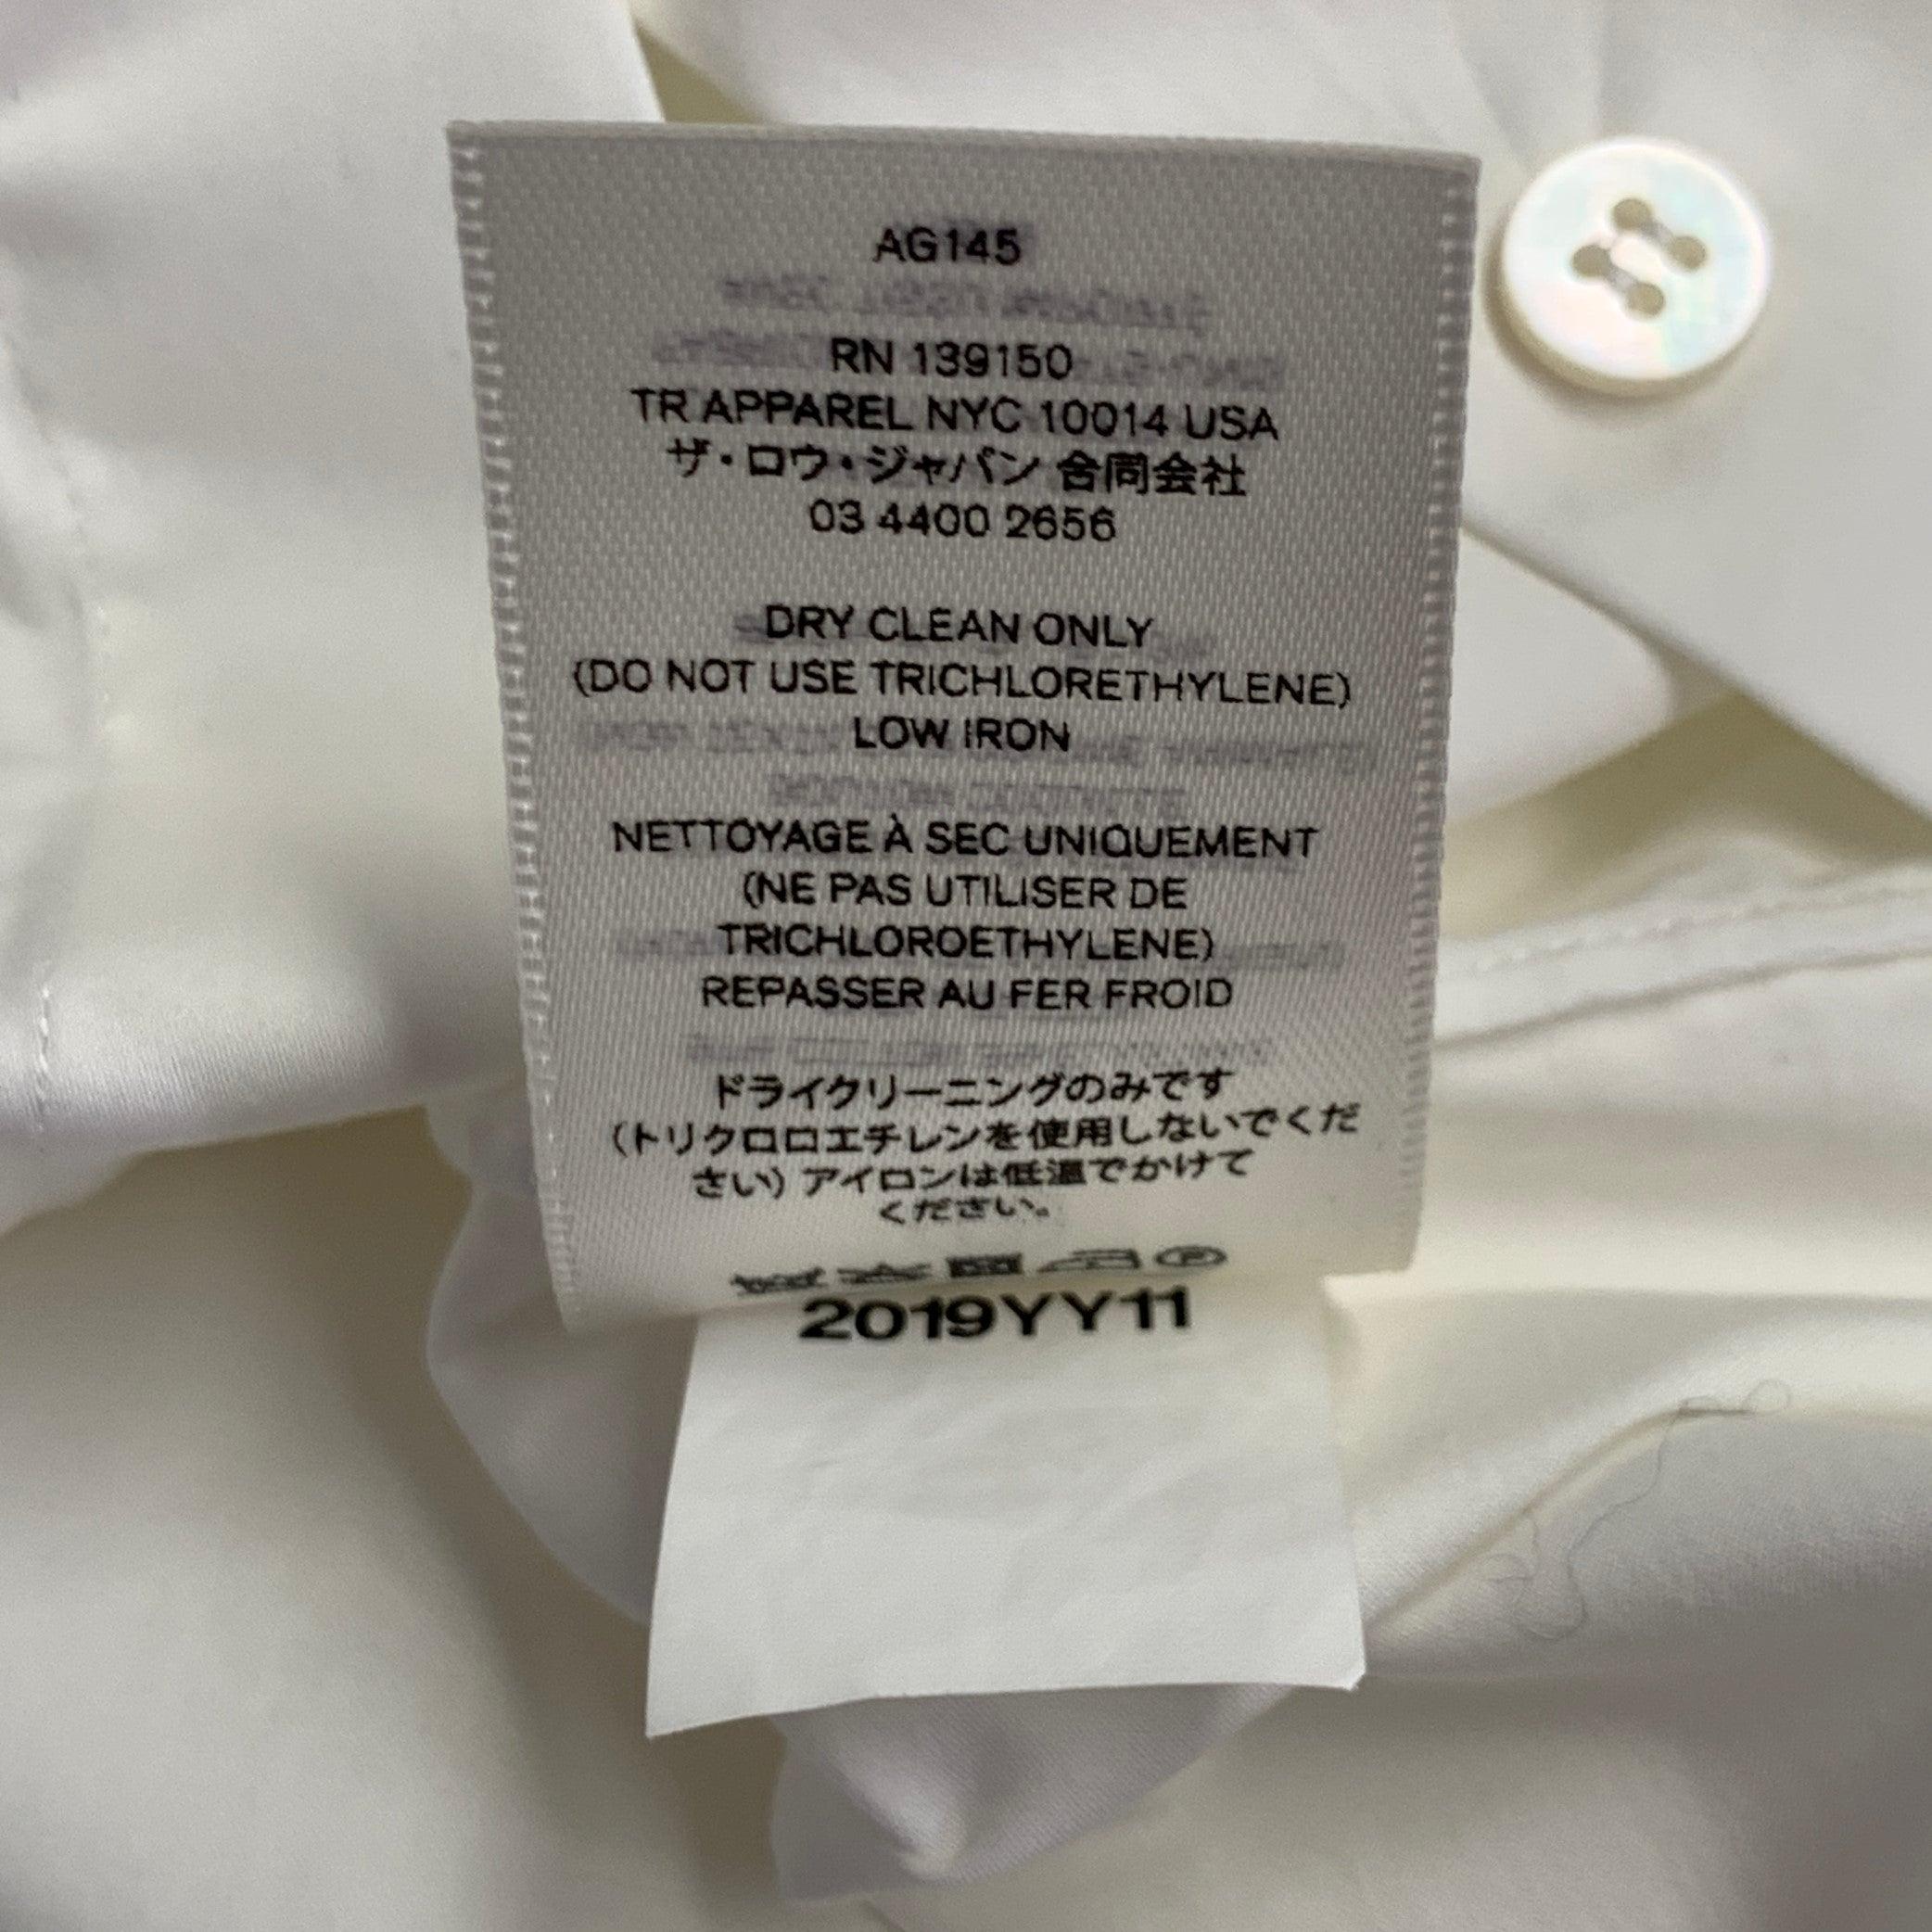 AG145
RN 139150
TR APPAREL NYC 10014 USA
ザ・ロウ・ジャパン 合同会社
03 4400 2656
DRY CLEAN ONLY
(DO NOT USE TRICHLORETHYLENE)
LOW IRON
NETTOYAGE À SEC UNIQUEMENT
(NE PAS UTILISER DE
TRICHLOROETHYLENE)
REPASSER AU FER FROID
ドライクリーニングのみです
(トリクロロエチレンを使用しないでくだ
さい) アイロンは低温でかけて
ください。
2019YY11